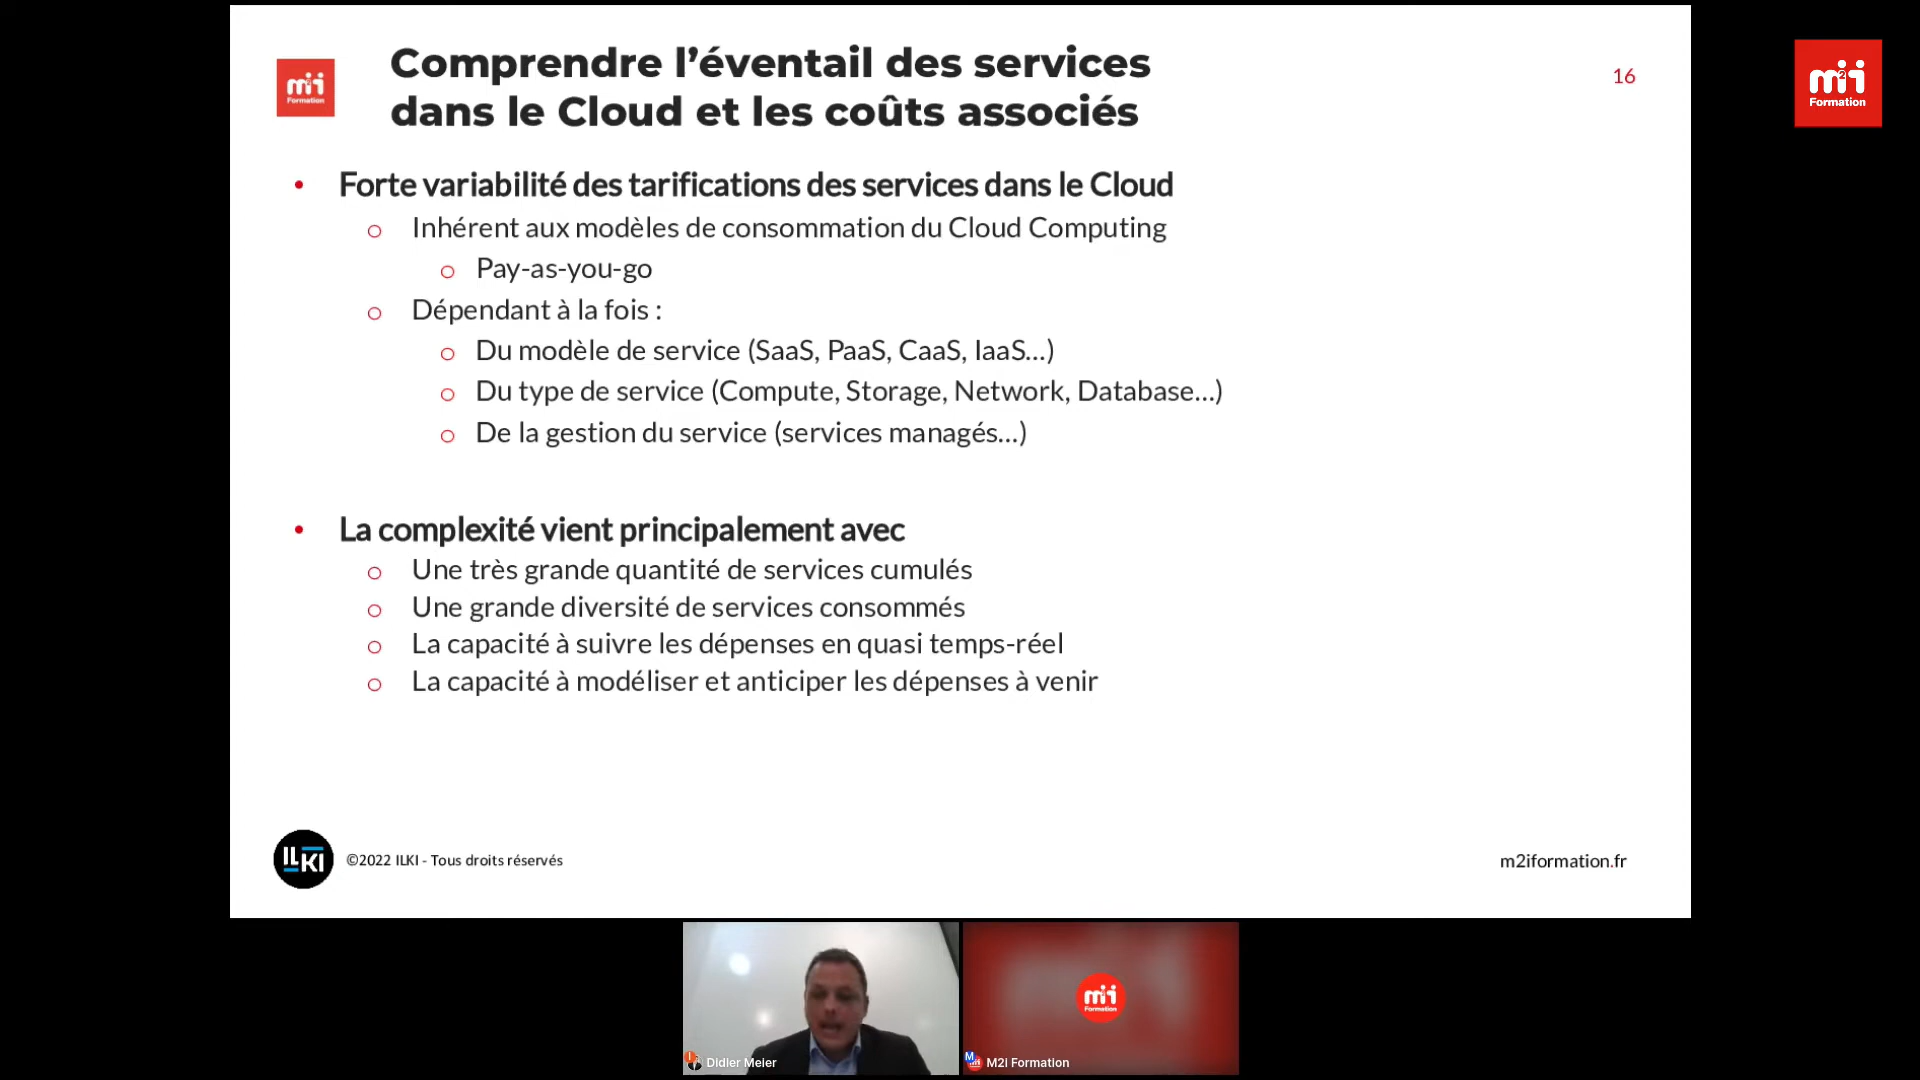 Comprendre l’éventail des services
dans le Cloud et les coûts associés
16
m2i
Formation
m2i
Formation
• Forte variabilité des tarifications des services dans le Cloud
o Inhérent aux modèles de consommation du Cloud Computing
o Pay-as-you-go
o Dépendant à la fois :
o Du modèle de service (SaaS, PaaS, CaaS, IaaS...)
o Du type de service (Compute, Storage, Network, Database...)
o De la gestion du service (services managés...)
• La complexité vient principalement avec
o Une très grande quantité de services cumulés
o Une grande diversité de services consommés
o La capacité à suivre les dépenses en quasi temps-réel
o La capacité à modéliser et anticiper les dépenses à venir
ILKI
©2022 ILKI - Tous droits réservés
m2iformation.fr
m2i
Formation
Didier Meier
M2i Formation